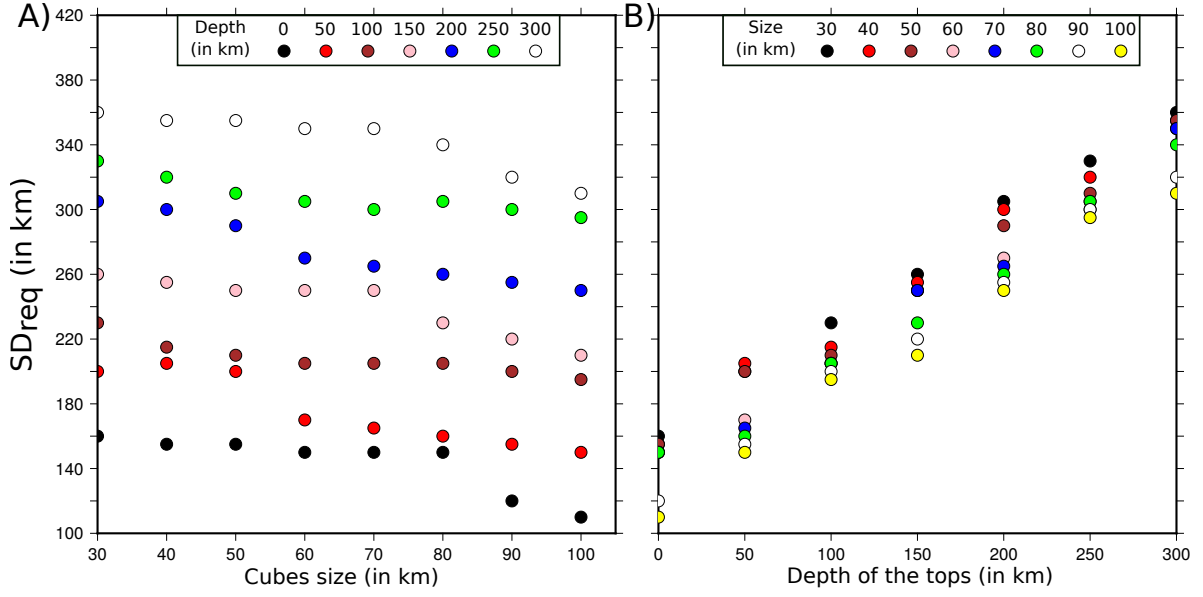 A)
Depth 0 50 100 150 200 250 300
(in km)
420
380
340
300
260
220
180
140
100
SDreq (in km)
30 40 50 60 70 80 90 100
Cubes size (in km)
B)
Size 30 40 50 60 70 80 90 100
(in km)
0 50 100 150 200 250 300
Depth of the tops (in km)